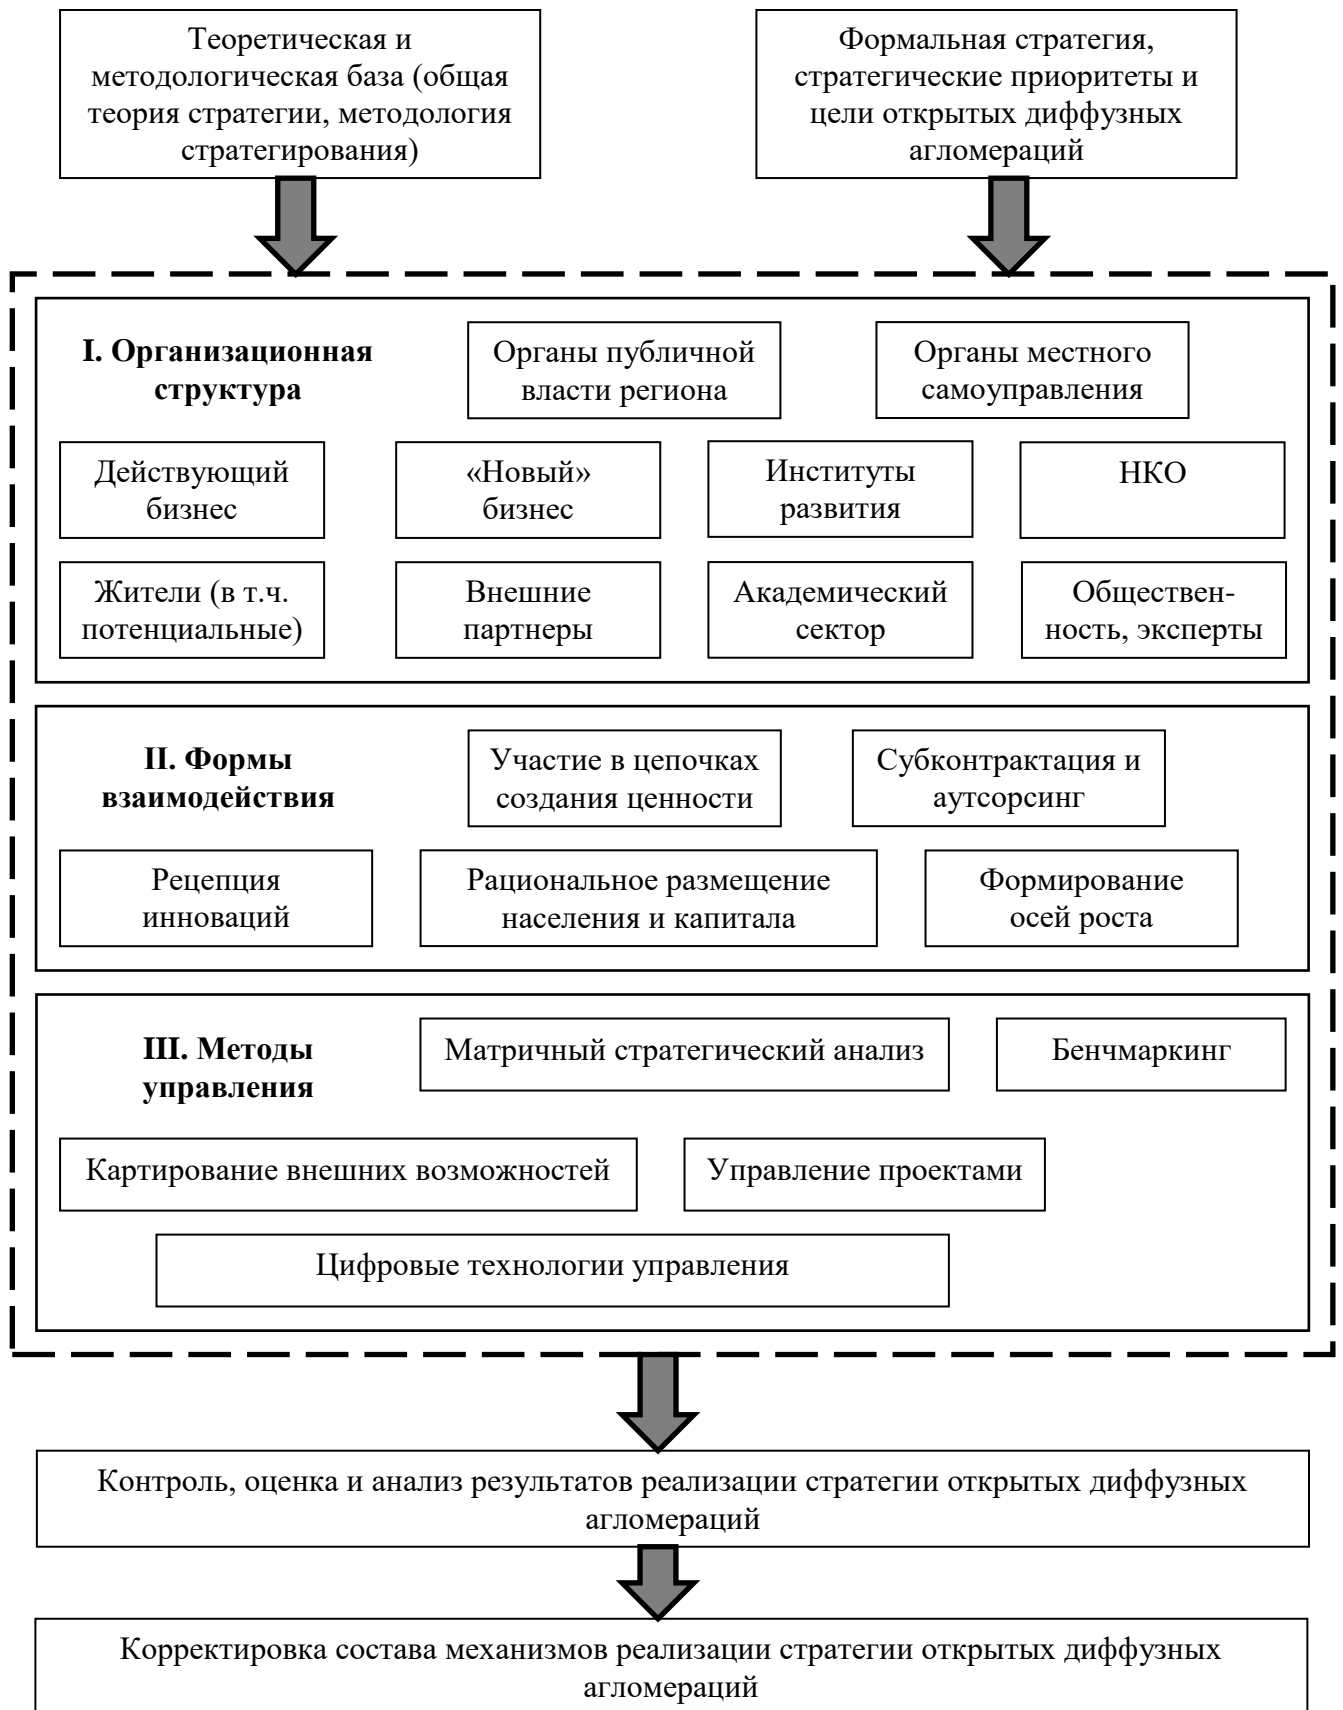 Теоретическая и
методологическая база (общая
теория стратегии, методология
стратегирования)
Формальная стратегия,
стратегические приоритеты и
цели открытых диффузных
агломераций
I. Организационная
структура
Органы публичной
власти региона
Органы местного
самоуправления
Действующий
бизнес
«Новый»
бизнес
Институты
развития
НКО
Жители (в т.ч.
потенциальные)
Внешние
партнеры
Академический
сектор
Обществен-
ность, эксперты
II. Формы
взаимодействия
Участие в цепочках
создания ценности
Субконтрактация и
аутсорсинг
Рецепция
инноваций
Рациональное размещение
населения и капитала
Формирование
осей роста
III. Методы
управления
Матричный стратегический анализ
Бенчмаркинг
Картирование внешних возможностей
Управление проектами
Цифровые технологии управления
Контроль, оценка и анализ результатов реализации стратегии открытых диффузных
агломераций
Корректировка состава механизмов реализации стратегии открытых диффузных
агломераций